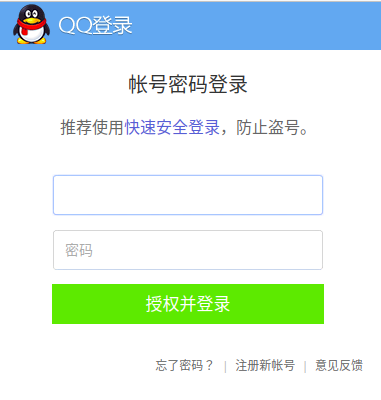 QQ登录
帐号密码登录
推荐使用快速安全登录，防止盗号。
密码
授权并登录
忘了密码？ | 注册新帐号 | 意见反馈